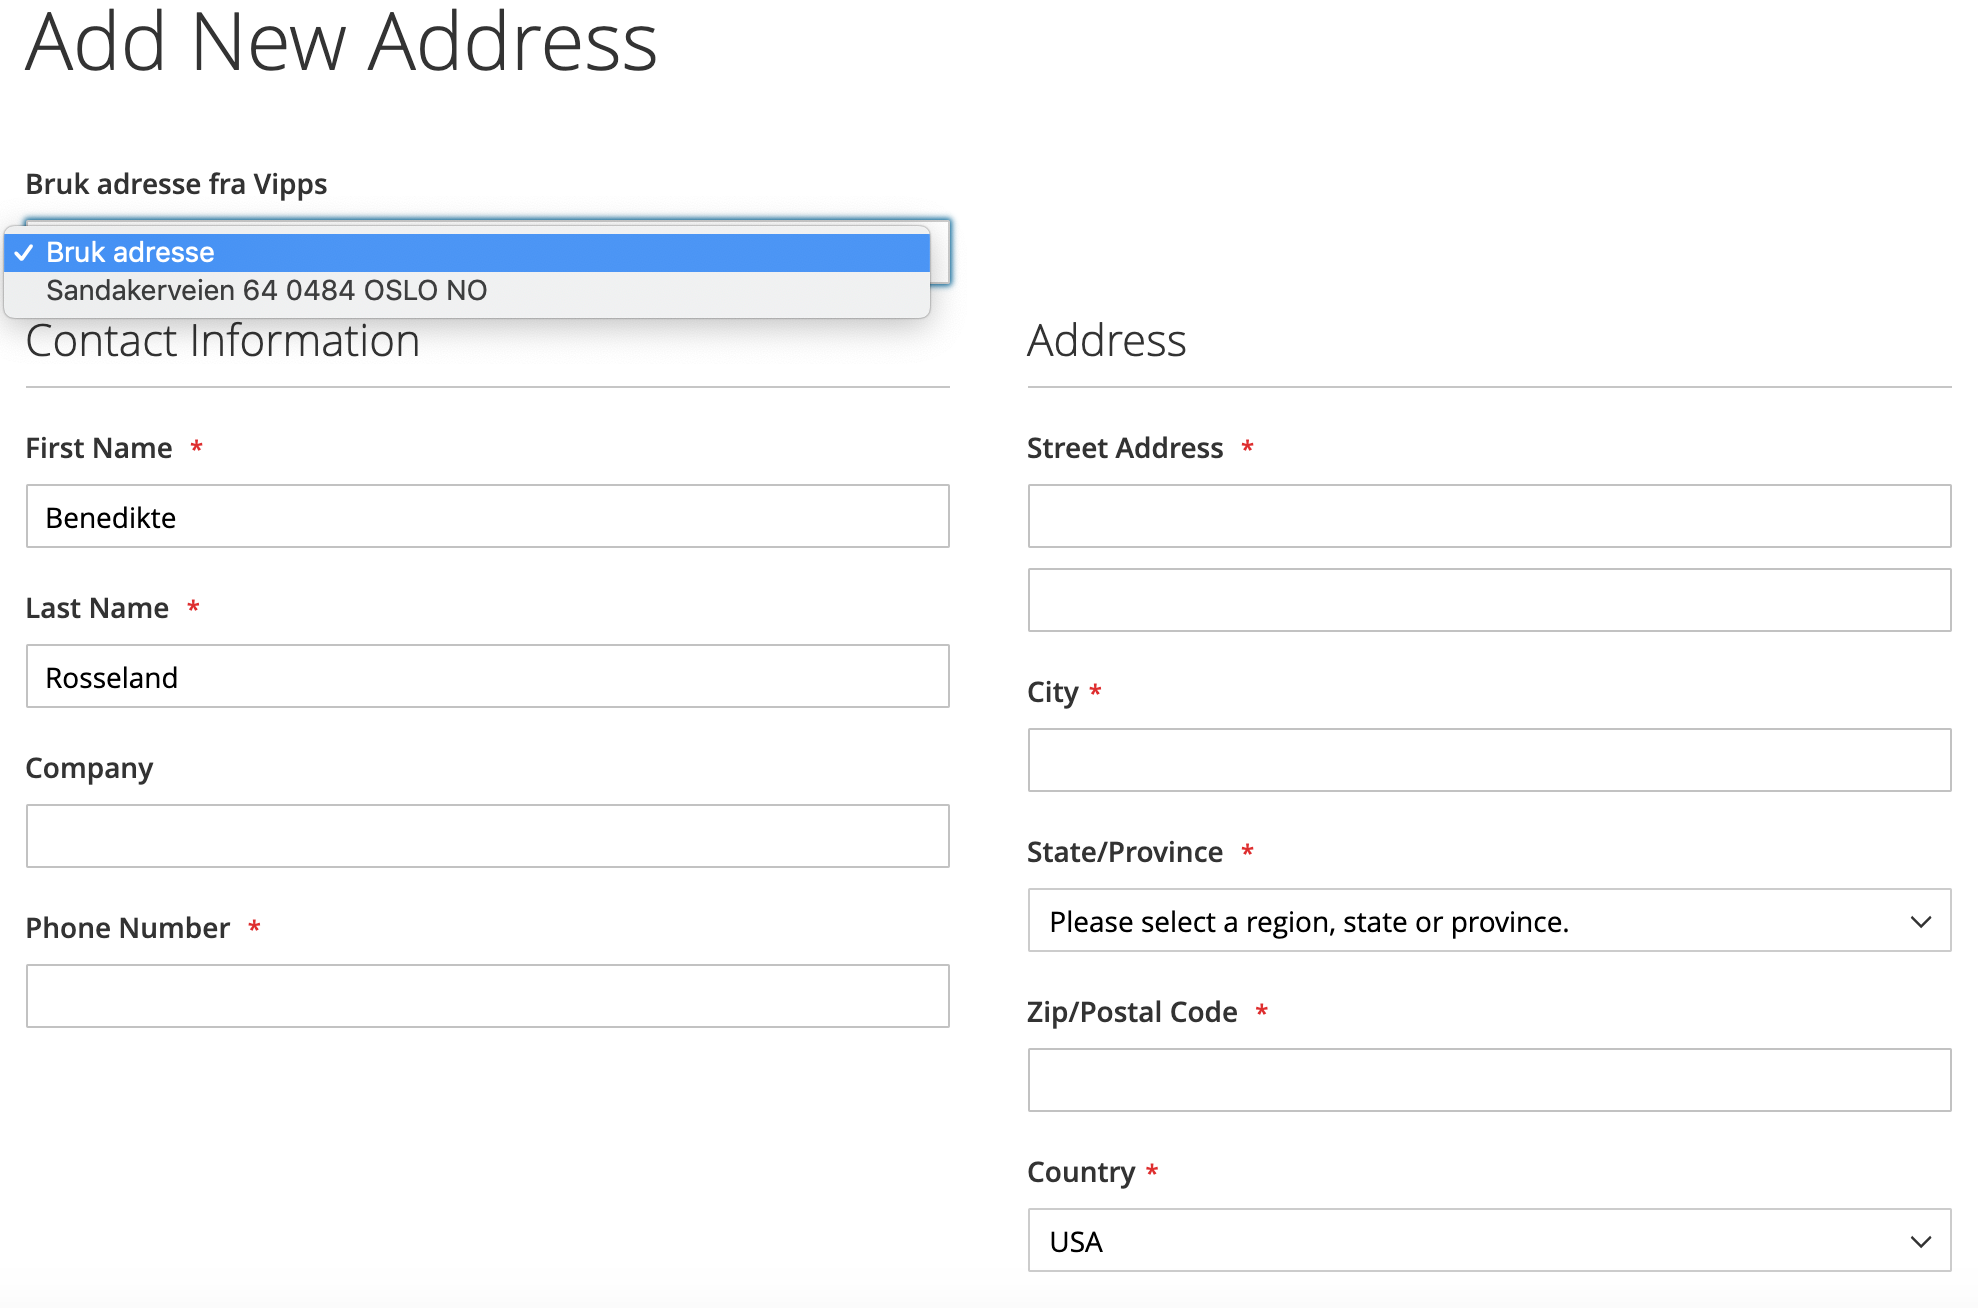 Add New Address
Bruk adresse fra Vipps
✓ Bruk adresse
Sandakerveien 64 0484 OSLO NO
Contact Information
First Name *
Benedikte
Last Name *
Rosseland
Company
Phone Number *
Address
Street Address *
City *
State/Province *
Please select a region, state or province.
Zip/Postal Code *
Country *
USA